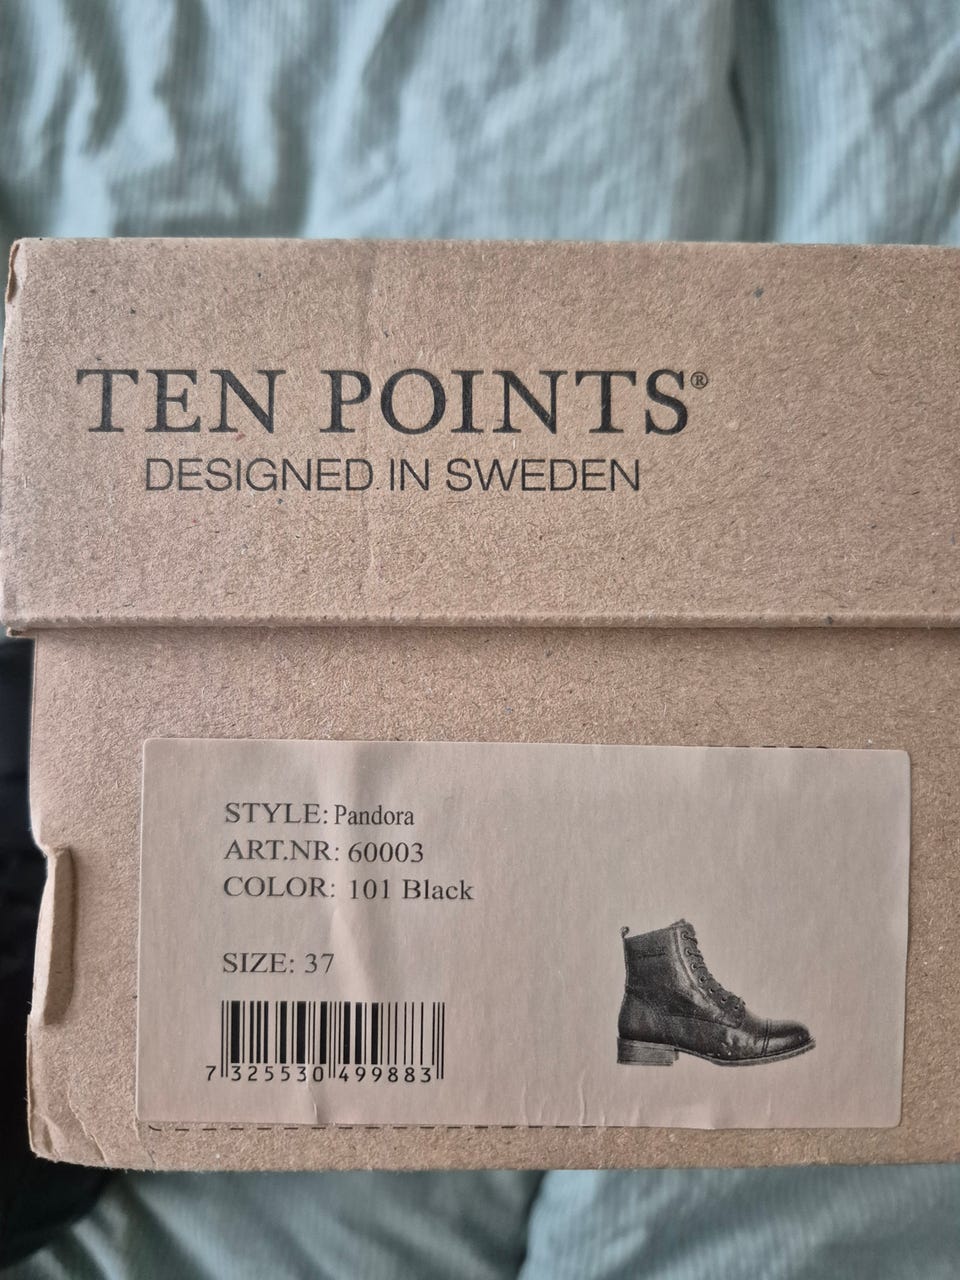 TEN POINTS®
DESIGNED IN SWEDEN
STYLE: Pandora
ART.NR: 60003
COLOR: 101 Black
SIZE: 37
7 325530 499883